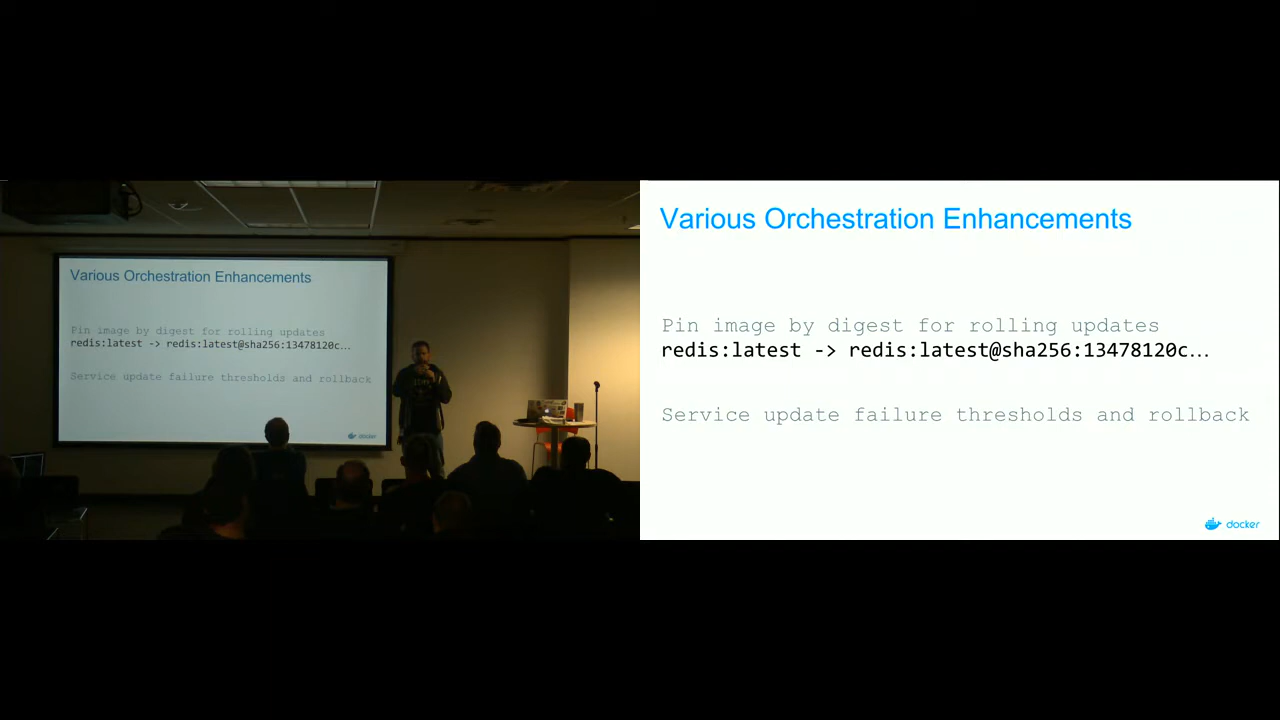 Various Orchestration Enhancements
Pin image by digest for rolling updates
redis:latest -> redis:latest@sha256:13478120c...
Service update failure thresholds and rollback
docker
Various Orchestration Enhancements
Pin image by digest for rolling updates
redis:latest -> redis:latest@sha256:13478120c...
Service update failure thresholds and rollback
docker